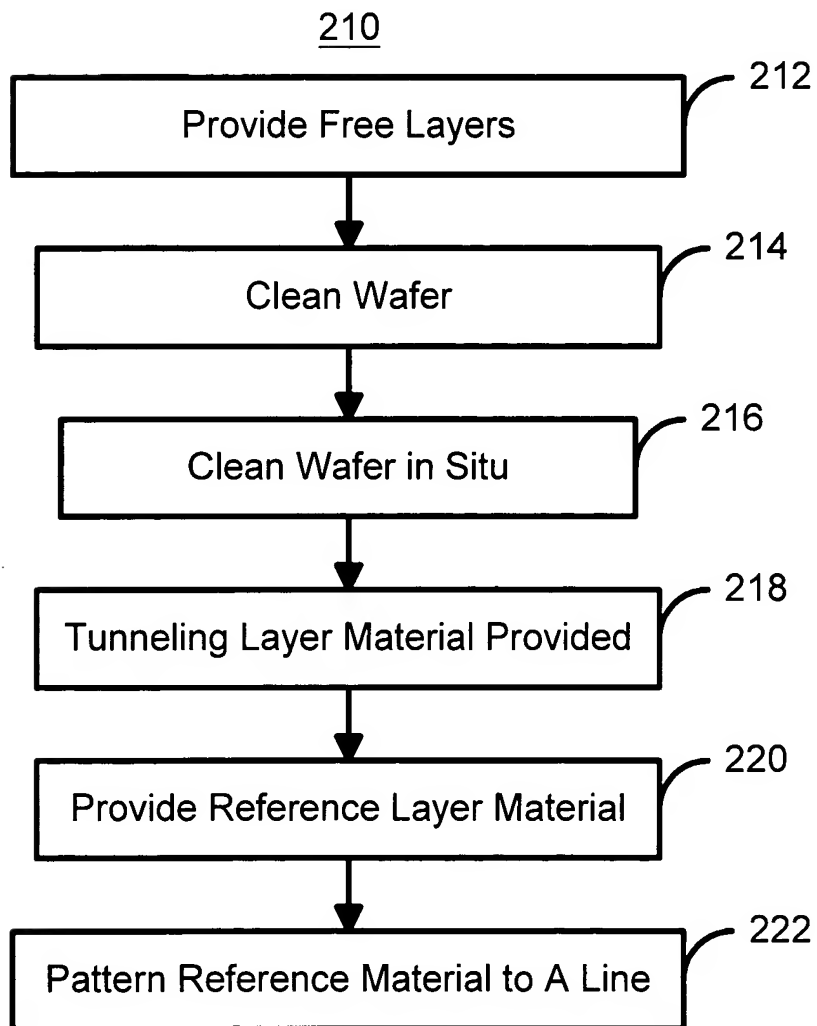 210
212
Provide Free Layers
214
Clean Wafer
216
Clean Wafer in Situ
218
Tunneling Layer Material Provided
220
Provide Reference Layer Material
222
Pattern Reference Material to A Line